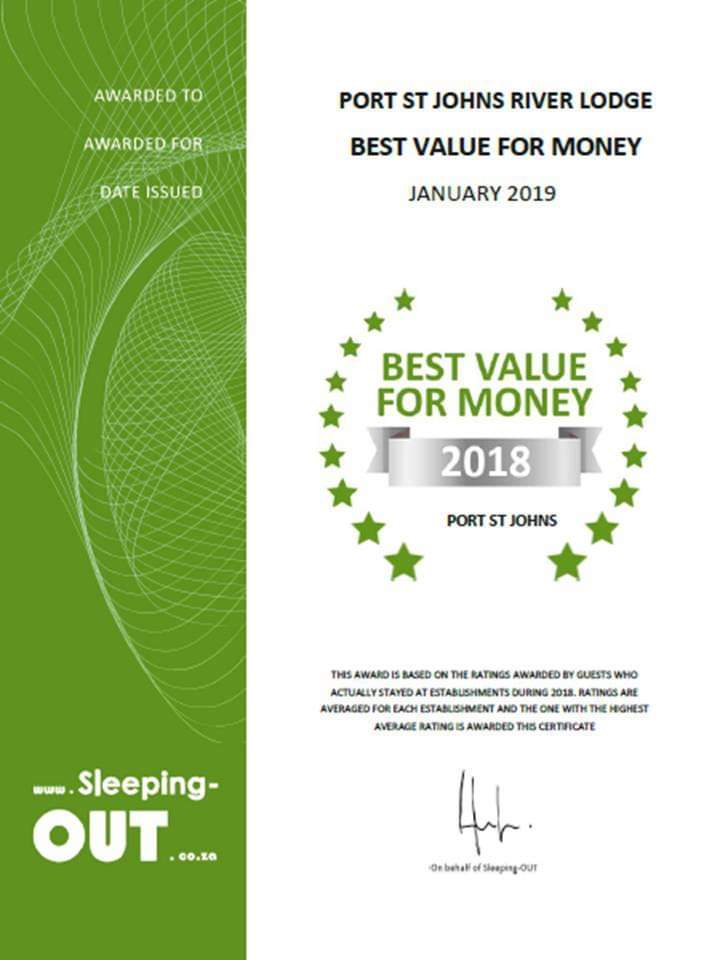 AWARDED TO
PORT ST JOHNS RIVER LODGE
AWARDED FOR
BEST VALUE FOR MONEY
DATE ISSUED
JANUARY 2019
BEST VALUE
FOR MONEY
2018
PORT ST JOHNS
THIS AWARD IS BASED ON THE RATINGS AWARDED BY GUESTS WHO
ACTUALLY STAYED AT ESTABLISHMENTS DURING 2018. RATINGS ARE
AVERAGED FOR EACH ESTABLISHMENT AND THE ONE WITH THE HIGHEST
AVERAGE RATING IS AWARDED THIS CERTIFICATE
www.Sleeping-
OUT.co.za
On behalf of Sleeping-OUT